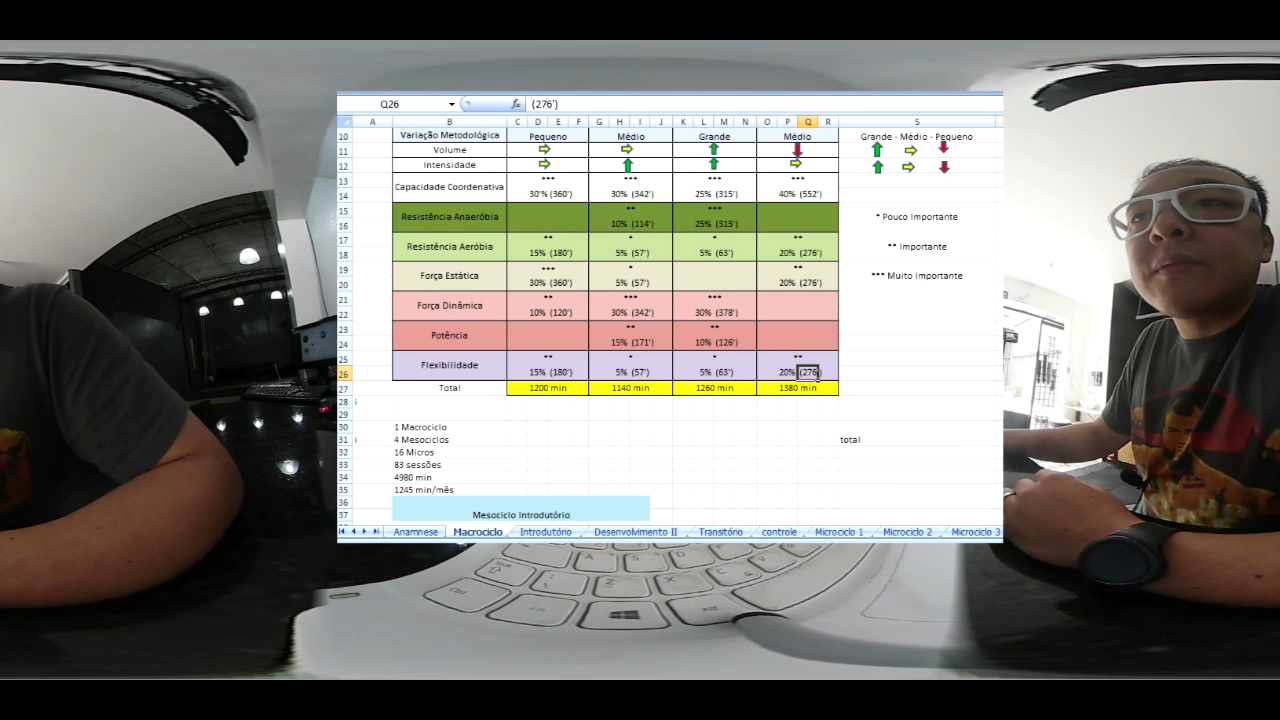 Q26 fx (276')
A B C D E F G H I J K L M N O P Q R S
10 Variação Metodológica Pequeno Médio Grande Médio Grande - Médio - Pequeno
11 Volume
12 Intensidade
13 *** *** *** ***
14 Capacidade Coordenativa 30'% (360') 30% (342') 25% (315') 40% (552')
15 ** *** * Pouco Importante
16 Resistência Anaeróbia 10% (114') 25% (315')
17 ** * * ** ** Importante
18 Resistência Aeróbia 15% (180') 5% (57') 5% (63') 20% (276')
19 *** * ** *** Muito Importante
20 Força Estática 30% (360') 5% (57') 20% (276')
21 ** *** ***
22 Força Dinâmica 10% (120') 30% (342') 30% (378')
23 ** **
24 Potência 15% (171') 10% (126')
25 ** * * **
26 Flexibilidade 15% (180') 5% (57') 5% (63') 20% (276')
27 Total 1200 min 1140 min 1260 min 1380 min
28 i
29
30 1 Macrociclo
31 i 4 Mesociclos total
32 16 Micros
33 83 sessões
34 4980 min
35 1245 min/mês
36
37 Mesociclo Introdutório
Anamnese Macrociclo Introdutório Desenvolvimento II Transitório controle Microciclo 1 Microciclo 2 Microciclo 3
Shift
A S D
Z X C
Ctrl Fn Alt